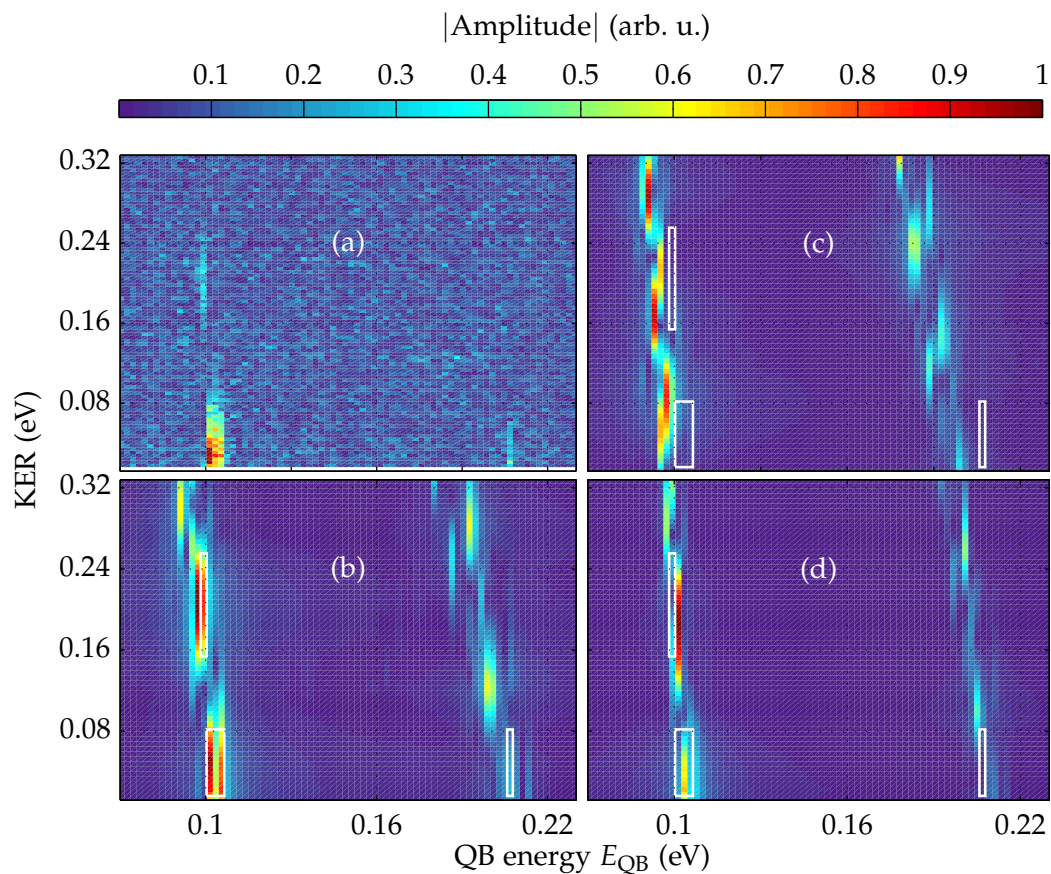 |Amplitude| (arb. u.)
0.1 0.2 0.3 0.4 0.5 0.6 0.7 0.8 0.9 1
0.32
0.24
0.16
0.08
(a)
(c)
KER (eV)
0.32
0.24
0.16
0.08
(b)
(d)
0.1 0.16 0.22 0.1 0.16 0.22
QB energy E_QB (eV)